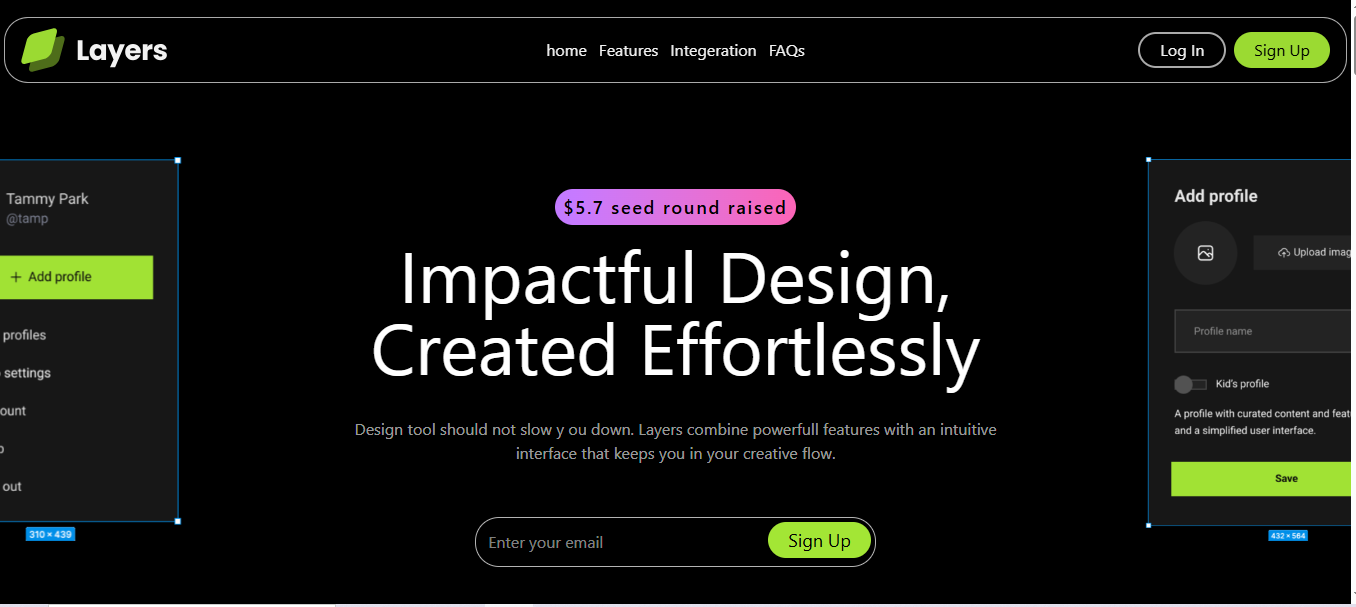 Layers
home Features Integeration FAQs
Log In
Sign Up
Tammy Park
@tamp
+ Add profile
profiles
settings
ount
out
310 × 439
$5.7 seed round raised
Impactful Design,
Created Effortlessly
Design tool should not slow y ou down. Layers combine powerfull features with an intuitive
interface that keeps you in your creative flow.
Enter your email
Sign Up
Add profile
Upload imag
Profile name
Kid's profile
A profile with curated content and feat
and a simplified user interface.
Save
432 × 564